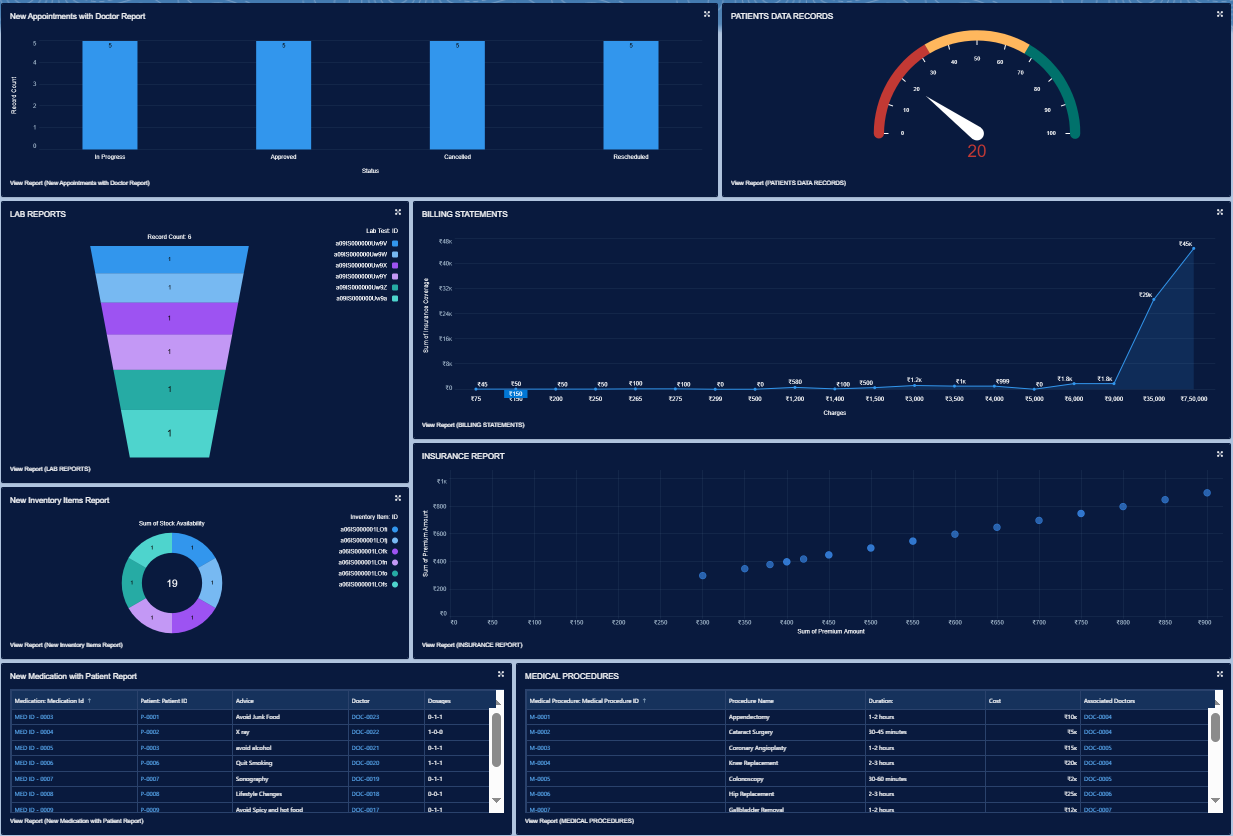 New Appointments with Doctor Report
5
4
3
2
1
0
Record Count
5 5 5 5
In Progress Approved Cancelled Rescheduled
Status
View Report (New Appointments with Doctor Report)
PATIENTS DATA RECORDS
0 10 20 30 40 50 60 70 80 90 100
20
View Report (PATIENTS DATA RECORDS)
LAB REPORTS
Record Count: 6
1
1
1
1
1
1
Lab Test: ID
a09IS000000Uw9V
a09IS000000Uw9W
a09IS000000Uw9X
a09IS000000Uw9Y
a09IS000000Uw9Z
a09IS000000Uw9a
View Report (LAB REPORTS)
BILLING STATEMENTS
₹48K
₹40K
₹32K
₹24K
₹16K
₹8K
₹0
Sum of Insurance Coverage
₹45 ₹50 ₹50 ₹50 ₹100 ₹100 ₹0 ₹0 ₹580 ₹100 ₹500 ₹1.2K ₹1K ₹999 ₹0 ₹1.8K ₹1.8K ₹29K ₹45K
₹150
₹75 ₹150 ₹200 ₹250 ₹265 ₹275 ₹299 ₹500 ₹1,200 ₹1,400 ₹1,500 ₹3,000 ₹3,500 ₹4,000 ₹5,000 ₹6,000 ₹9,000 ₹35,000 ₹7,50,000
Charges
View Report (BILLING STATEMENTS)
New Inventory Items Report
Sum of Stock Availability
1 1 1 1 1 1
19
Inventory Item: ID
a06IS000001LOfi
a06IS000001LOfj
a06IS000001LOfk
a06IS000001LOfn
a06IS000001LOfo
a06IS000001LOfs
View Report (New Inventory Items Report)
INSURANCE REPORT
₹1K
₹800
₹600
₹400
₹200
₹0
Sum of Premium Amount
₹0 ₹50 ₹100 ₹150 ₹200 ₹250 ₹300 ₹350 ₹400 ₹450 ₹500 ₹550 ₹600 ₹650 ₹700 ₹750 ₹800 ₹850 ₹900
Sum of Premium Amount
View Report (INSURANCE REPORT)
New Medication with Patient Report
Medication: Medication Id ↑ Patient: Patient ID Advice Doctor Dosages
MED ID - 0003 P-0001 Avoid Junk Food DOC-0023 0-1-1
MED ID - 0004 P-0002 X ray DOC-0022 1-0-0
MED ID - 0005 P-0003 avoid alcohol DOC-0021 0-1-1
MED ID - 0006 P-0006 Quit Smoking DOC-0020 1-1-1
MED ID - 0007 P-0007 Sonography DOC-0019 0-1-1
MED ID - 0008 P-0008 Lifestyle Changes DOC-0018 0-0-1
MED ID - 0009 P-0009 Avoid Spicy and hot food DOC-0017 0-1-1
View Report (New Medication with Patient Report)
MEDICAL PROCEDURES
Medical Procedure: Medical Procedure ID ↑ Procedure Name Duration: Cost Associated Doctors
M-0001 Appendectomy 1-2 hours ₹10K DOC-0004
M-0002 Cataract Surgery 30-45 minutes ₹5K DOC-0004
M-0003 Coronary Angioplasty 1-2 hours ₹15K DOC-0005
M-0004 Knee Replacement 2-3 hours ₹20K DOC-0004
M-0005 Colonoscopy 30-60 minutes ₹2K DOC-0005
M-0006 Hip Replacement 2-3 hours ₹25K DOC-0006
M-0007 Gallbladder Removal 1-2 hours ₹12K DOC-0007
View Report (MEDICAL PROCEDURES)